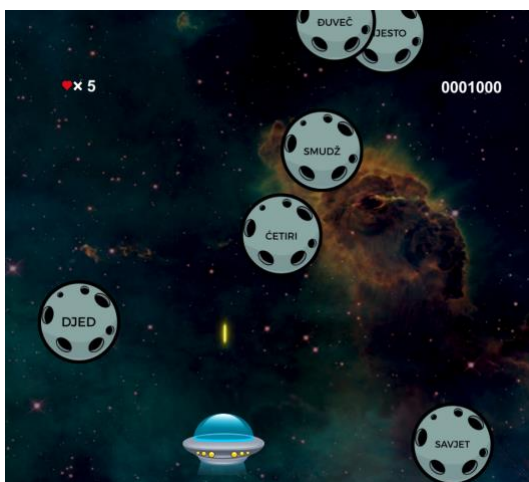 ĐUVEČ
JESTO
× 5
0001000
SMUDŽ
ĆETIRI
DJED
SAVJET